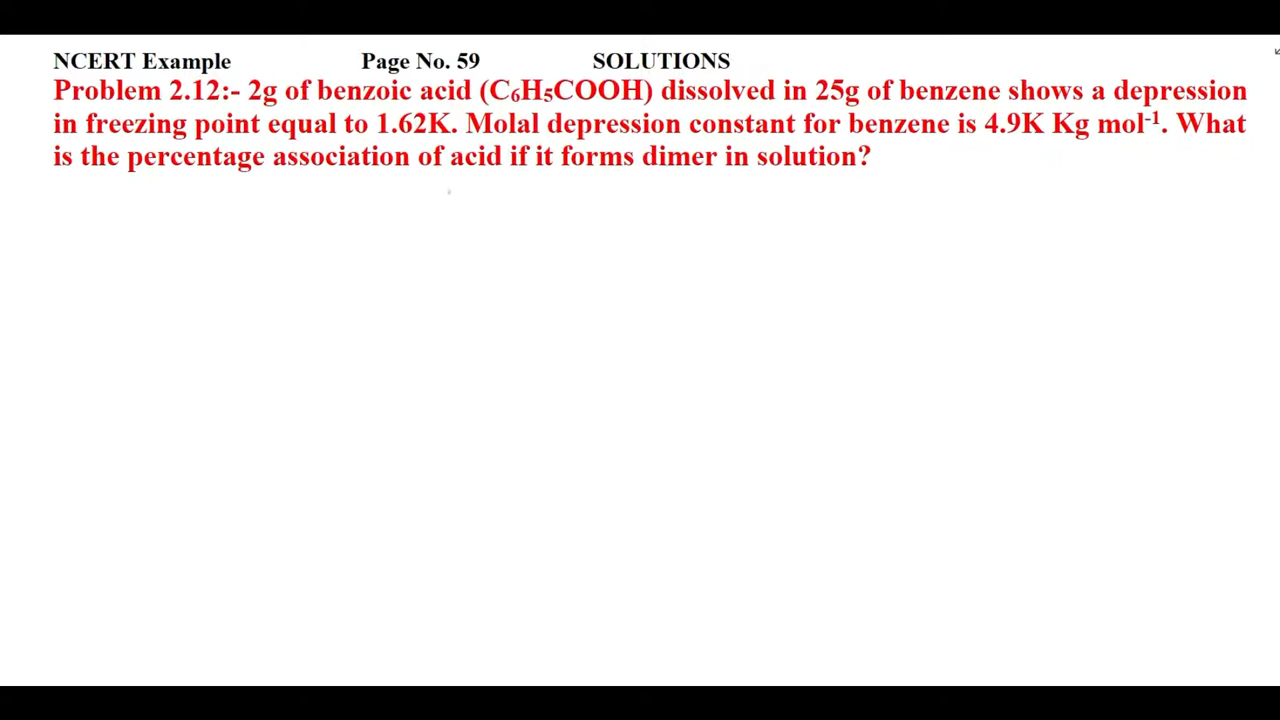 NCERT Example Page No. 59 SOLUTIONS
Problem 2.12:- 2g of benzoic acid (C₆H₅COOH) dissolved in 25g of benzene shows a depression
in freezing point equal to 1.62K. Molal depression constant for benzene is 4.9K Kg mol⁻¹. What
is the percentage association of acid if it forms dimer in solution?